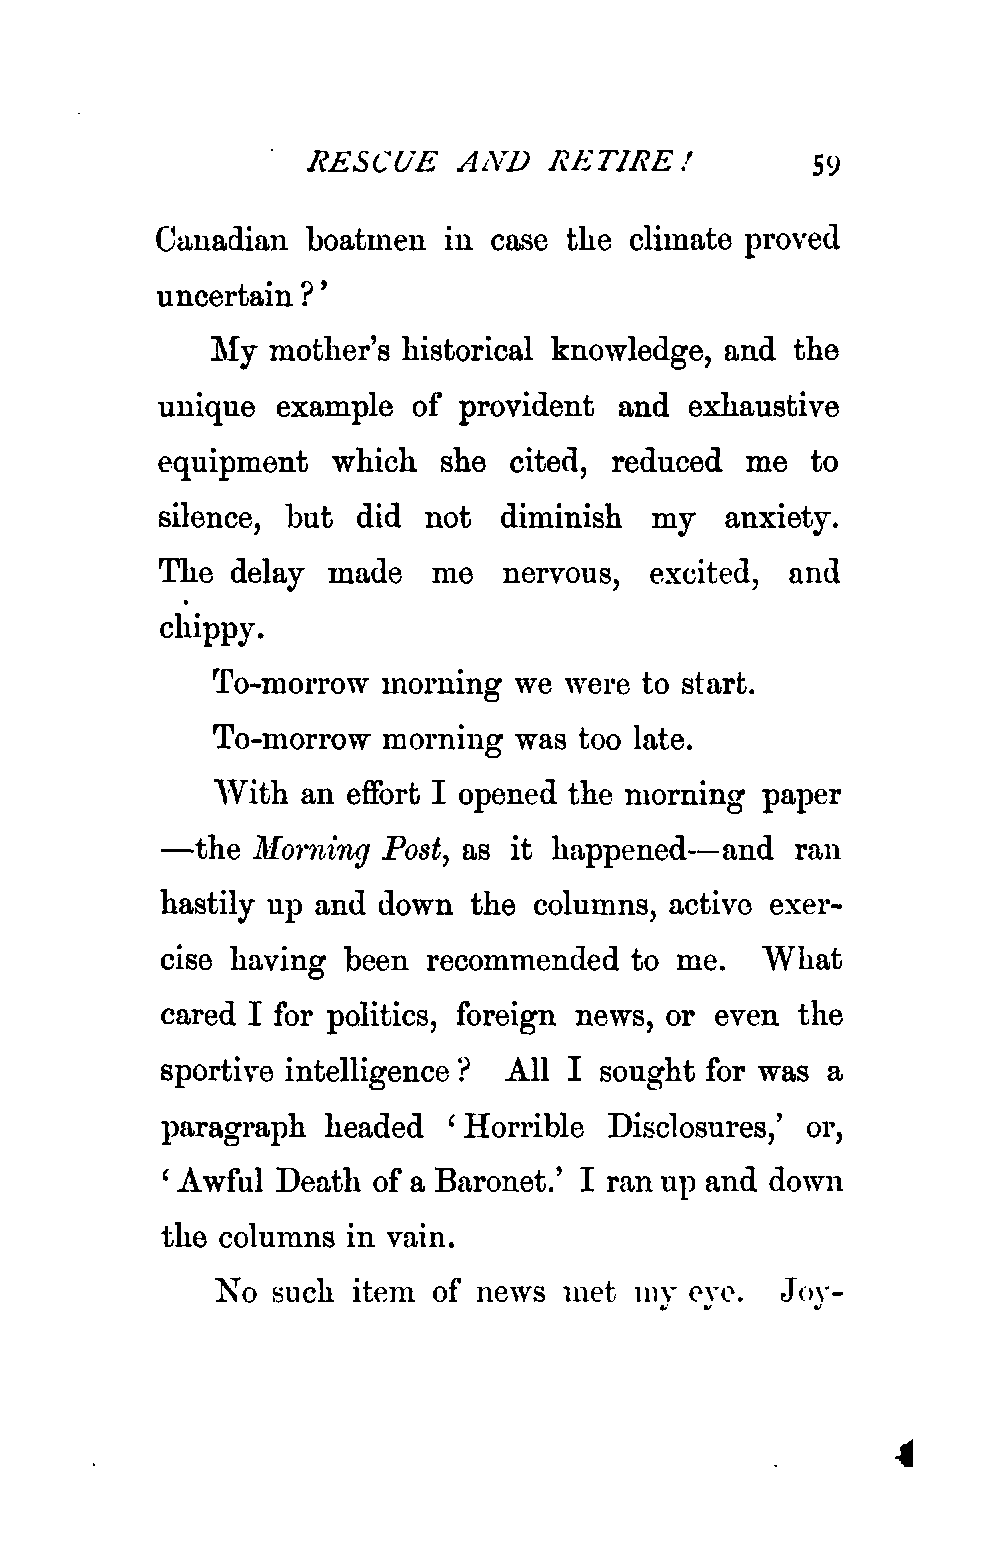 RESCUE AND RETIRE! 59
Canadian boatmen in case the climate proved
uncertain?’
My mother’s historical knowledge, and the
unique example of provident and exhaustive
equipment which she cited, reduced me to
silence, but did not diminish my anxiety.
The delay made me nervous, excited, and
chippy.
To-morrow morning we were to start.
To-morrow morning was too late.
With an effort I opened the morning paper
—the Morning Post, as it happened—and ran
hastily up and down the columns, active exer-
cise having been recommended to me. What
cared I for politics, foreign news, or even the
sportive intelligence? All I sought for was a
paragraph headed ‘Horrible Disclosures,’ or,
‘Awful Death of a Baronet.’ I ran up and down
the columns in vain.
No such item of news met my eye. Joy-